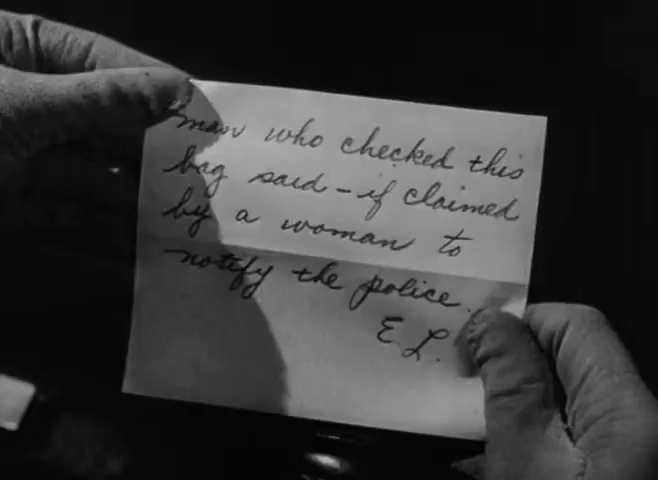 man who checked this
bag said - if claimed
by a woman to
notify the police.
E L.